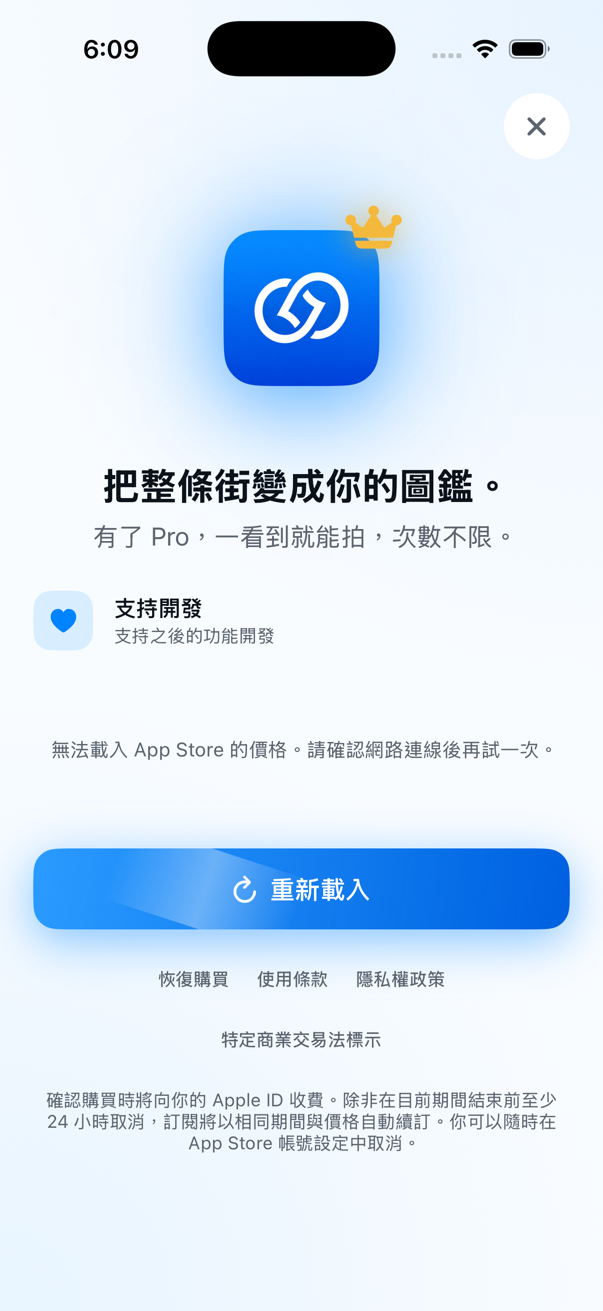 6:09
把整條街變成你的圖鑑。
有了 Pro，一看到就能拍，次數不限。
支持開發
支持之後的功能開發
無法載入 App Store 的價格。請確認網路連線後再試一次。
重新載入
恢復購買 使用條款 隱私權政策
特定商業交易法標示
確認購買時將向你的 Apple ID 收費。除非在目前期間結束前至少
24 小時取消，訂閱將以相同期間與價格自動續訂。你可以隨時在
App Store 帳號設定中取消。